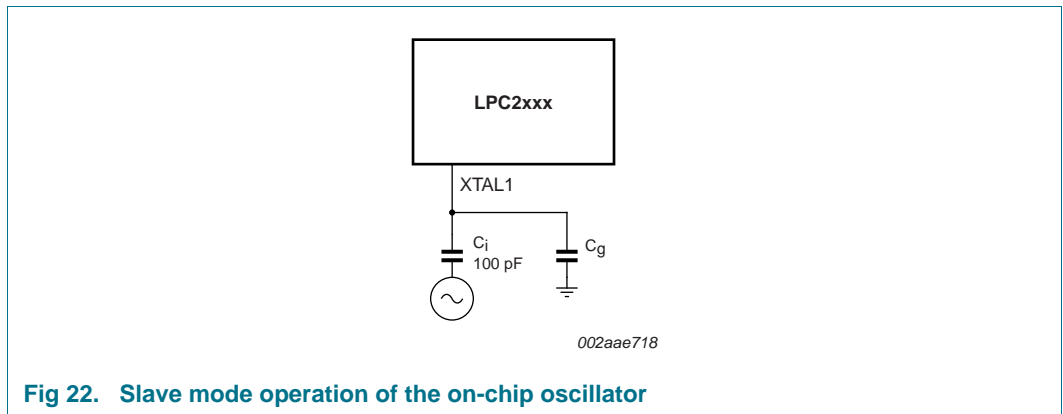 LPC2xxx
XTAL1
Ci
100 pF
Cg
002aae718
Fig 22. Slave mode operation of the on-chip oscillator